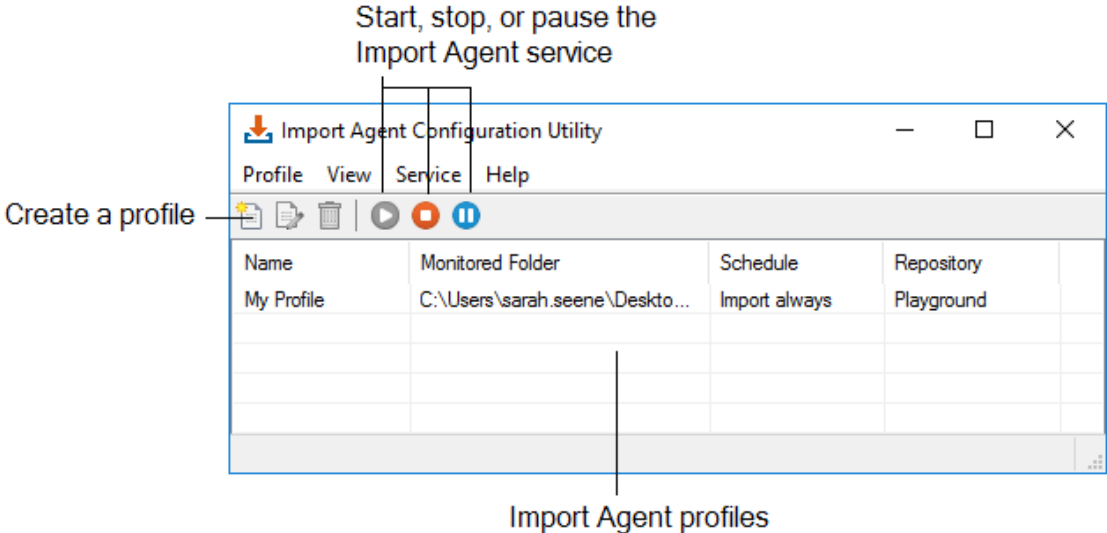 Start, stop, or pause the
Import Agent service
Import Agent Configuration Utility
Profile View Service Help
Create a profile
Name Monitored Folder Schedule Repository
My Profile C:\Users\sarah.seene\Deskto... Import always Playground
Import Agent profiles